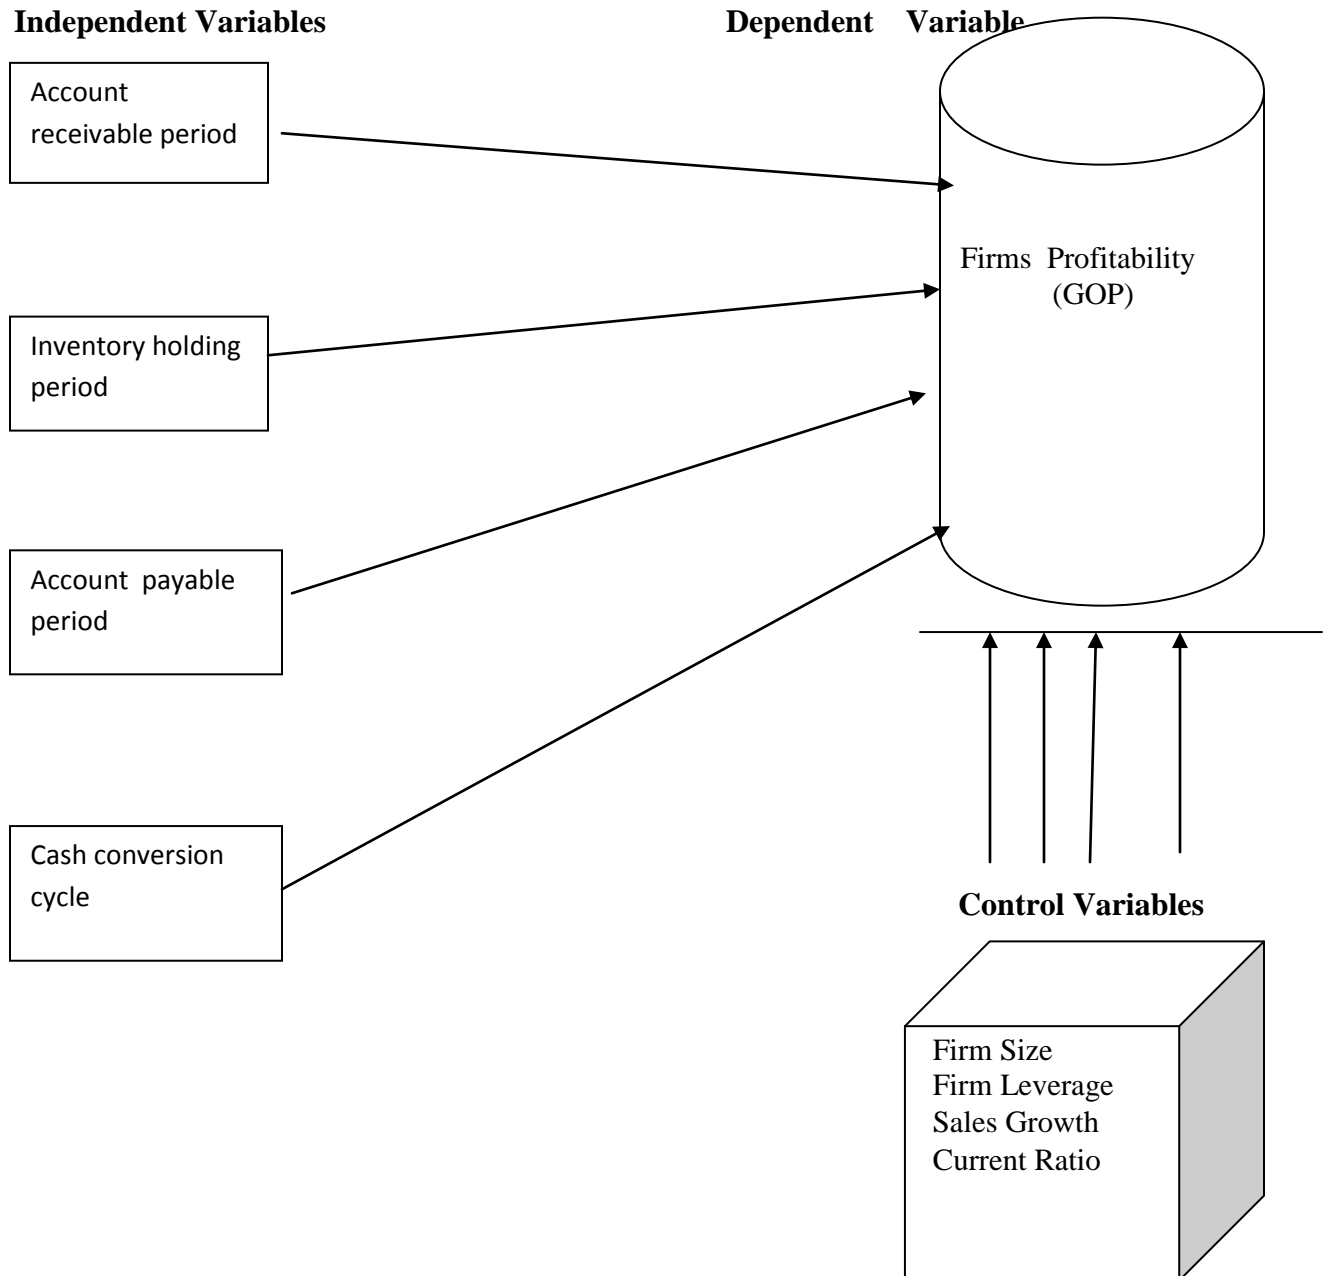 Independent Variables
Dependent Variable
Account
receivable period
Firms Profitability
(GOP)
Inventory holding
period
Account payable
period
Cash conversion
cycle
Control Variables
Firm Size
Firm Leverage
Sales Growth
Current Ratio